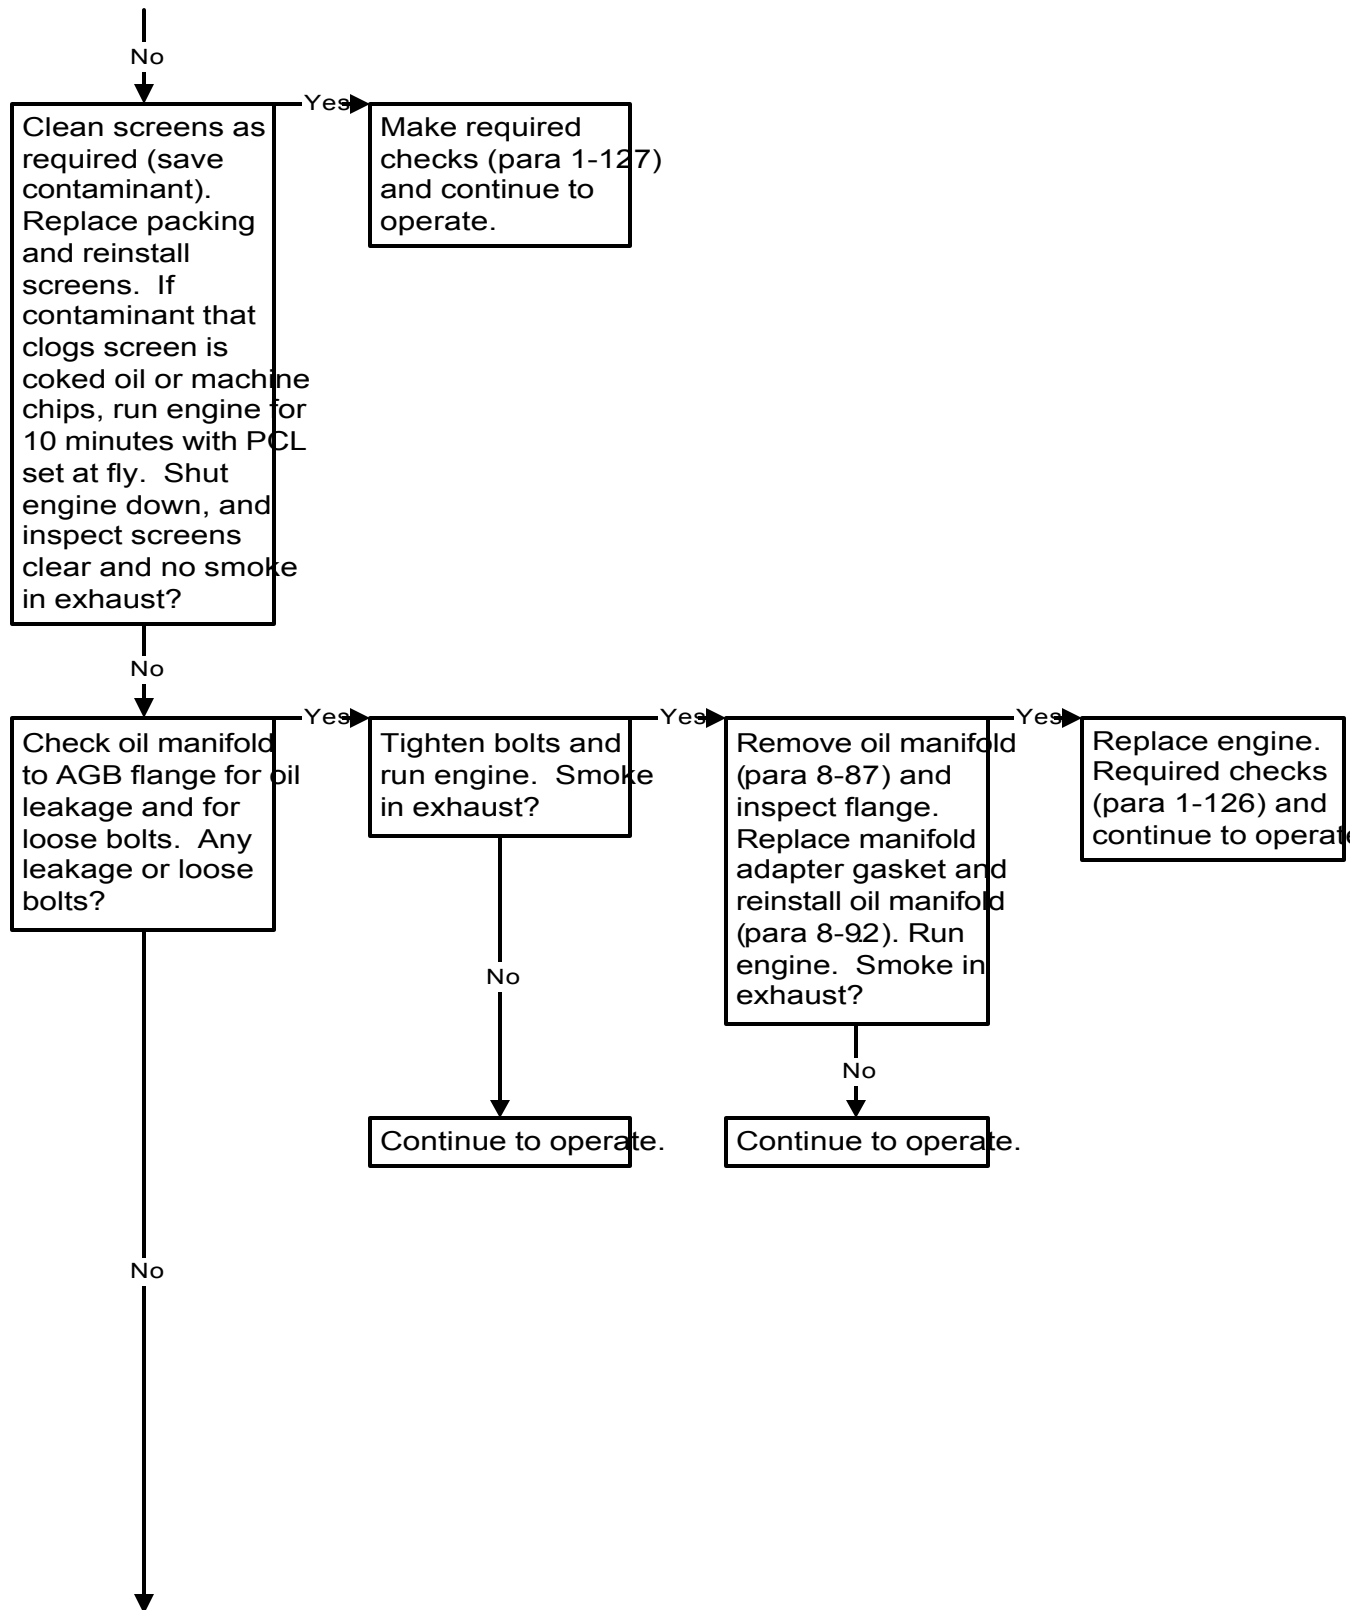 No
Yes
Clean screens as
required (save
contaminant).
Replace packing
and reinstall
screens. If
contaminant that
clogs screen is
coked oil or machine
chips, run engine for
10 minutes with PCL
set at fly. Shut
engine down, and
inspect screens
clear and no smoke
in exhaust?
Make required
checks (para 1-127)
and continue to
operate.
No
Yes
Check oil manifold
to AGB flange for oil
leakage and for
loose bolts. Any
leakage or loose
bolts?
Yes
Tighten bolts and
run engine. Smoke
in exhaust?
Yes
Remove oil manifold
(para 8-87) and
inspect flange.
Replace manifold
adapter gasket and
reinstall oil manifold
(para 8-92). Run
engine. Smoke in
exhaust?
Replace engine.
Required checks
(para 1-126) and
continue to operate
No
No
Continue to operate.
Continue to operate.
No